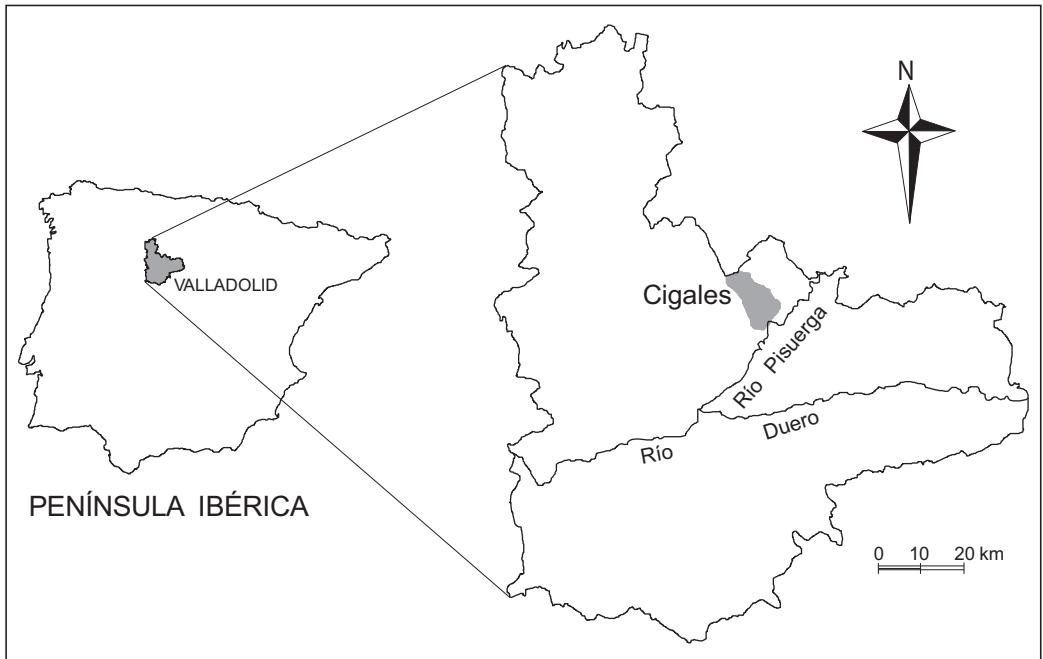 N
VALLADOLID
Cigales
Río Pisuerga
Duero
Río
PENÍNSULA IBÉRICA
0 10 20 km